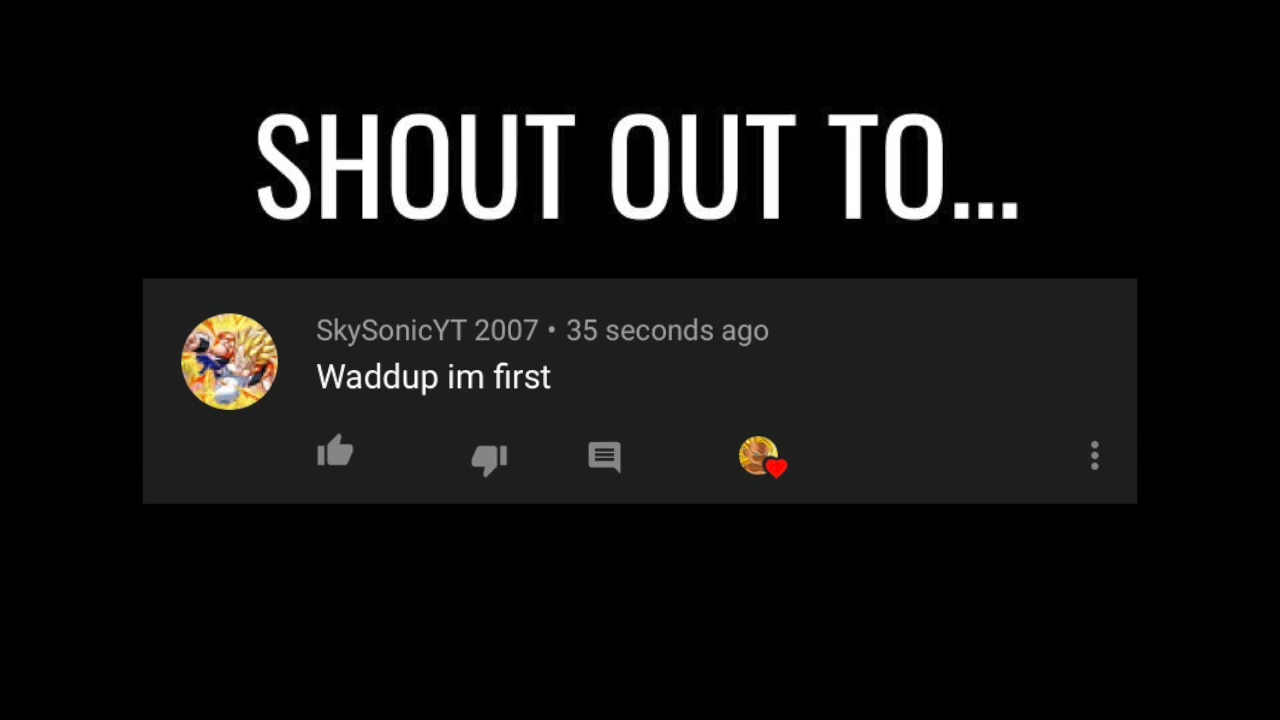 SHOUT OUT TO...
SkySonicYT 2007 • 35 seconds ago
Waddup im first